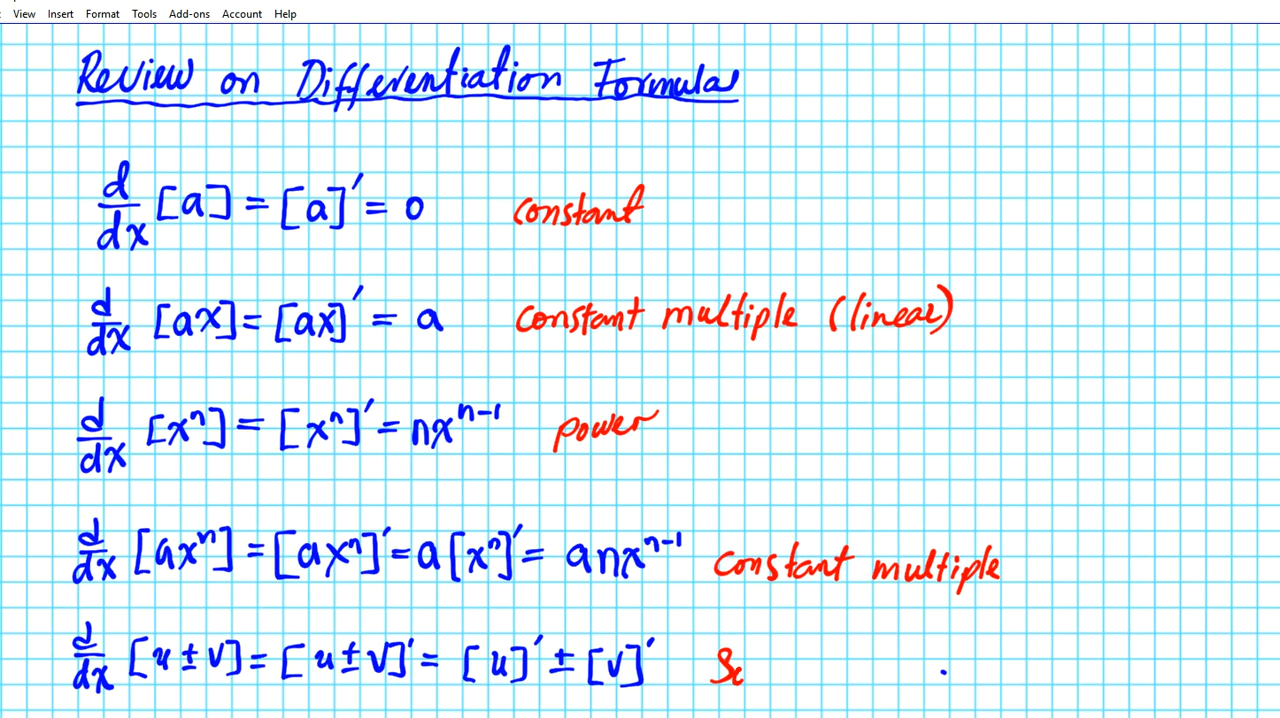 View Insert Format Tools Add-ons Account Help
Review on Differentiation Formulas
d/dx [a] = [a]' = 0 constant
d/dx [ax] = [ax]' = a constant multiple (linear)
d/dx [xⁿ] = [xⁿ]' = nxⁿ⁻¹ power
d/dx [axⁿ] = [axⁿ]' = a[xⁿ]' = anxⁿ⁻¹ constant multiple
d/dx [u ± v] = [u ± v]' = [u]' ± [v]'